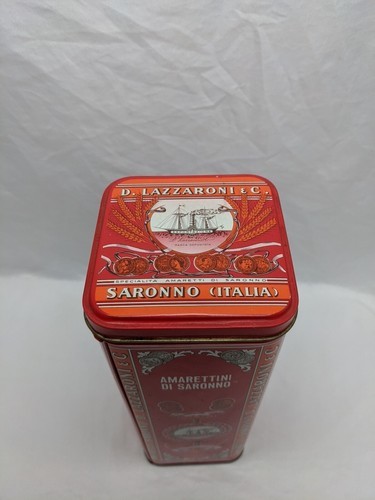 D. LAZZARONI & C.
SPECIALITÀ AMARETTI DI SARONNO
SARONNO (ITALIA)
AMARETTINI
DI SARONNO